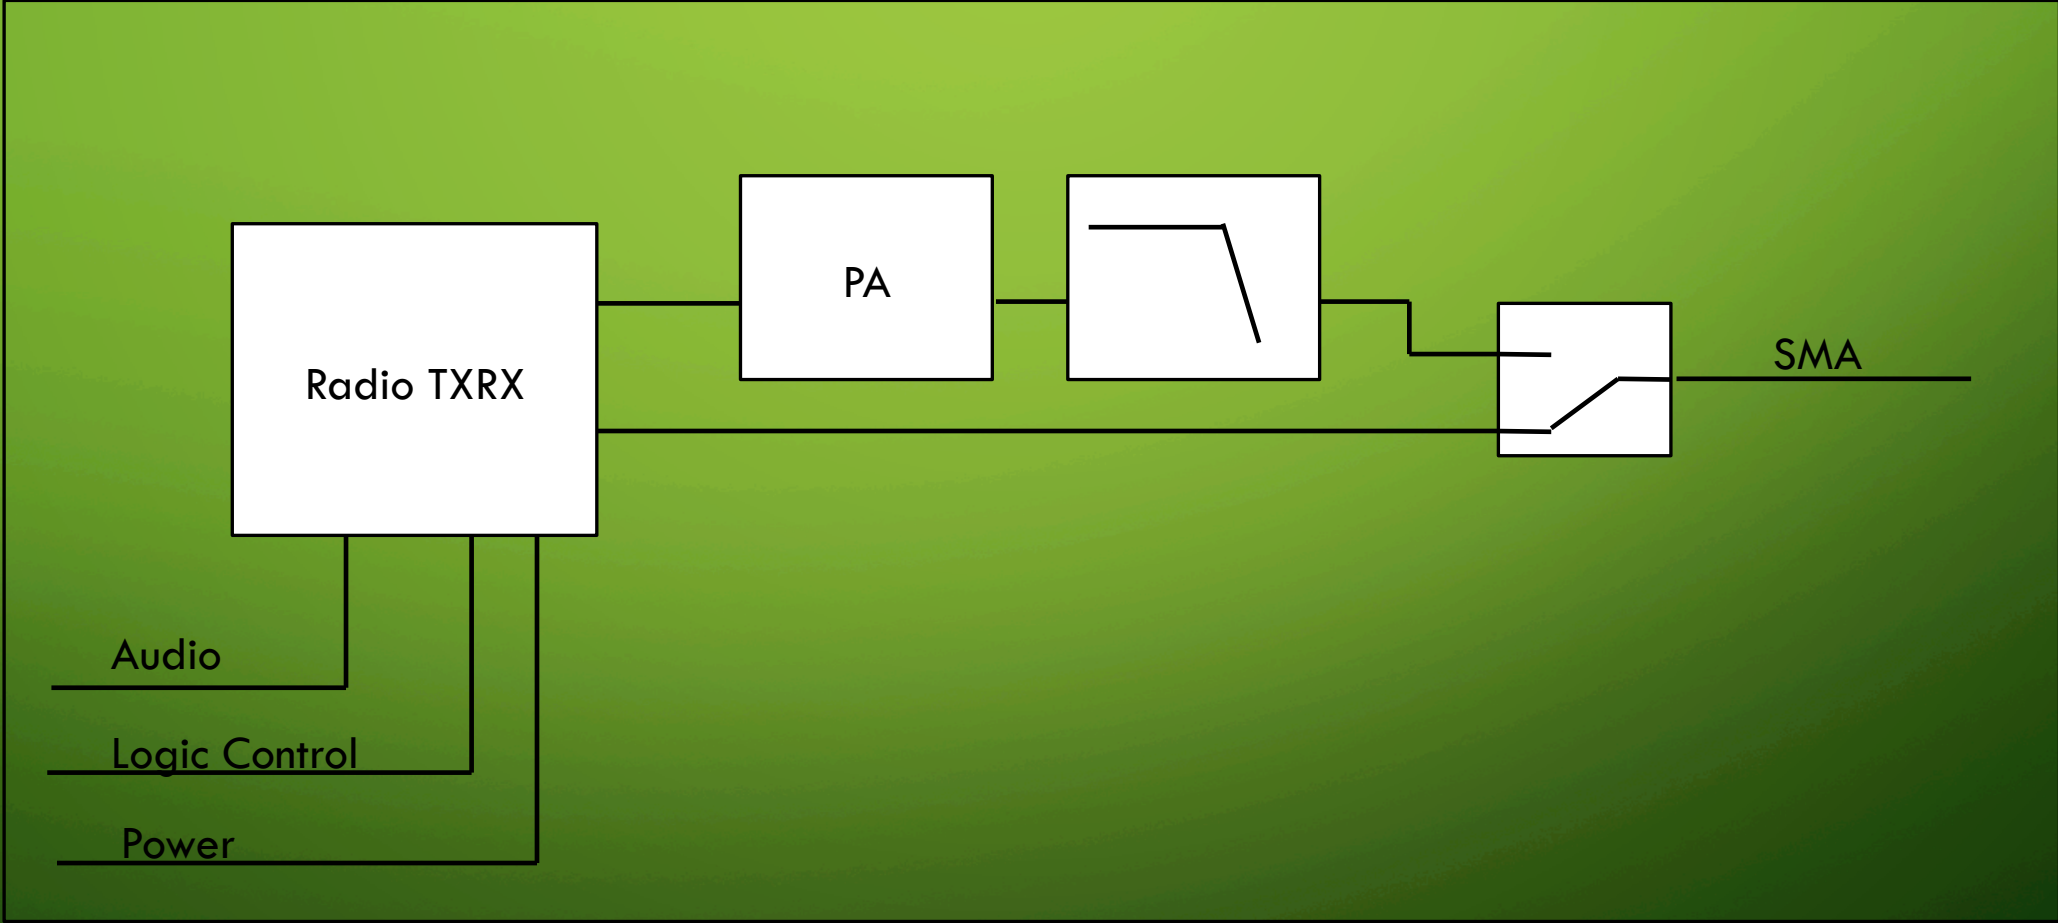 PA
Radio TXRX
SMA
Audio
Logic Control
Power